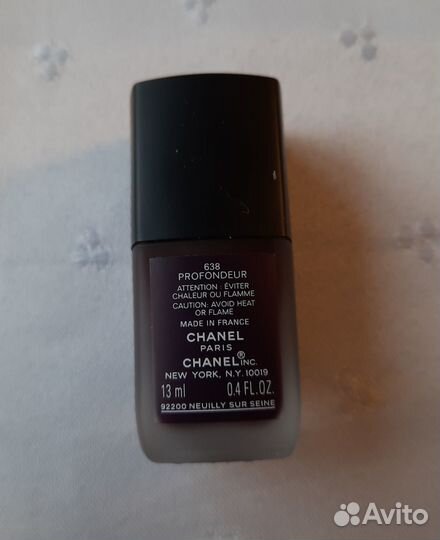 638
PROFONDEUR
ATTENTION : ÉVITER
CHALEUR OU FLAMME
CAUTION: AVOID HEAT
OR FLAME
MADE IN FRANCE
CHANEL
PARIS
CHANEL® INC.
NEW YORK, N.Y. 10019
13 ml 0.4 FL.OZ.
92200 NEUILLY SUR SEINE
Avito